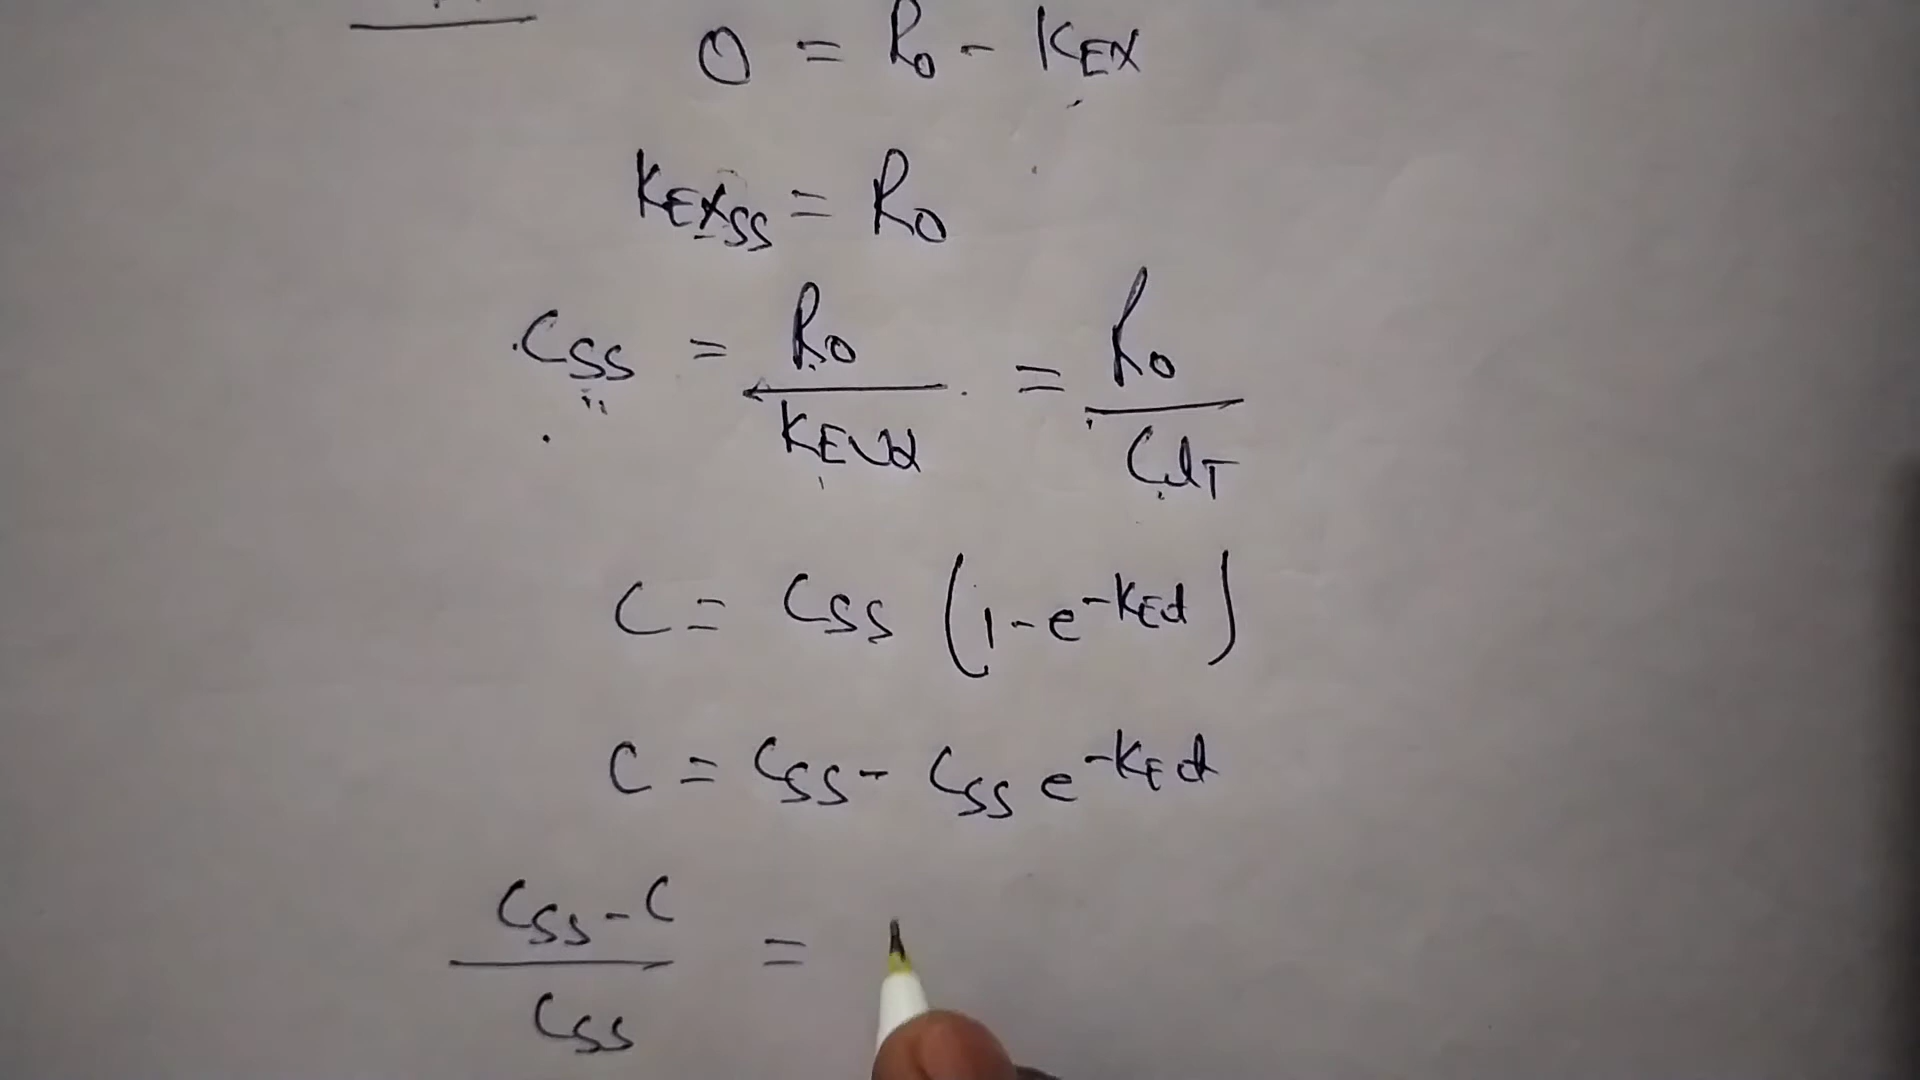 0 = R₀ - KEX
KEXSS = R₀
CSS = R₀ / KEVd = R₀ / ClT
C = CSS (1 - e^-KEt)
C = CSS - CSS e^-KEt
CSS - C / CSS =